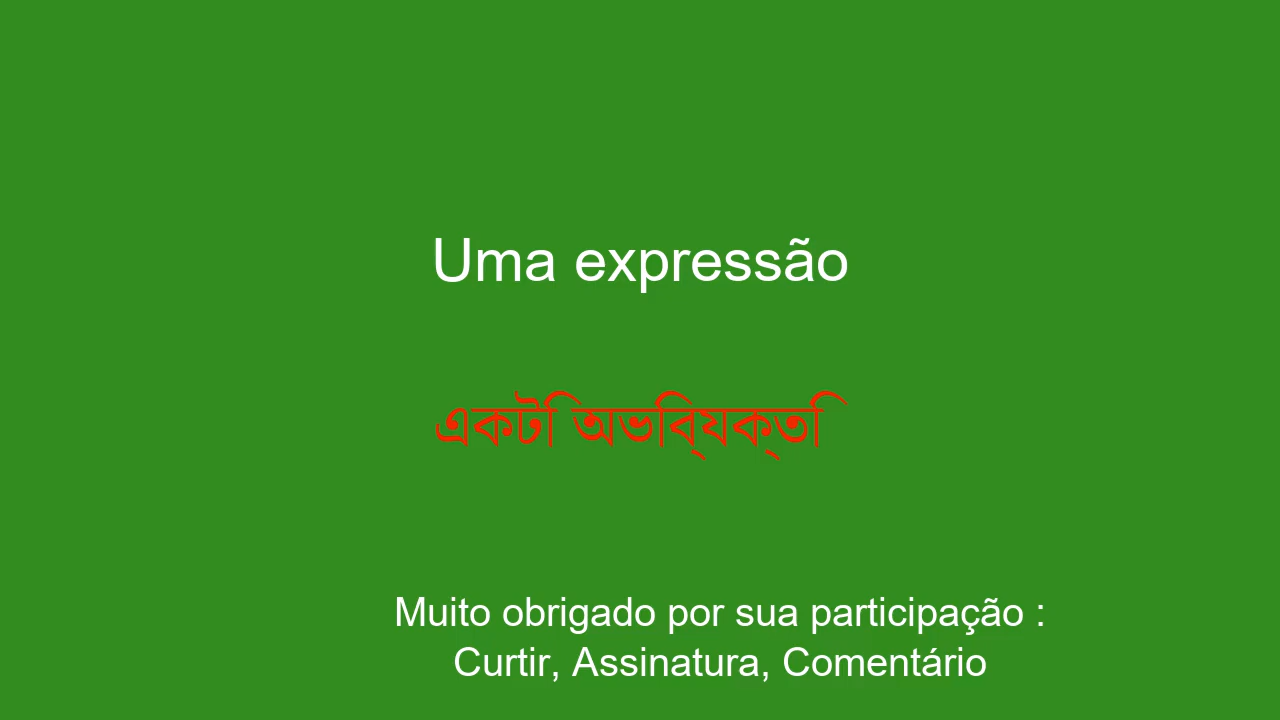 Uma expressão
একটি অভিব্যক্তি
Muito obrigado por sua participação :
Curtir, Assinatura, Comentário